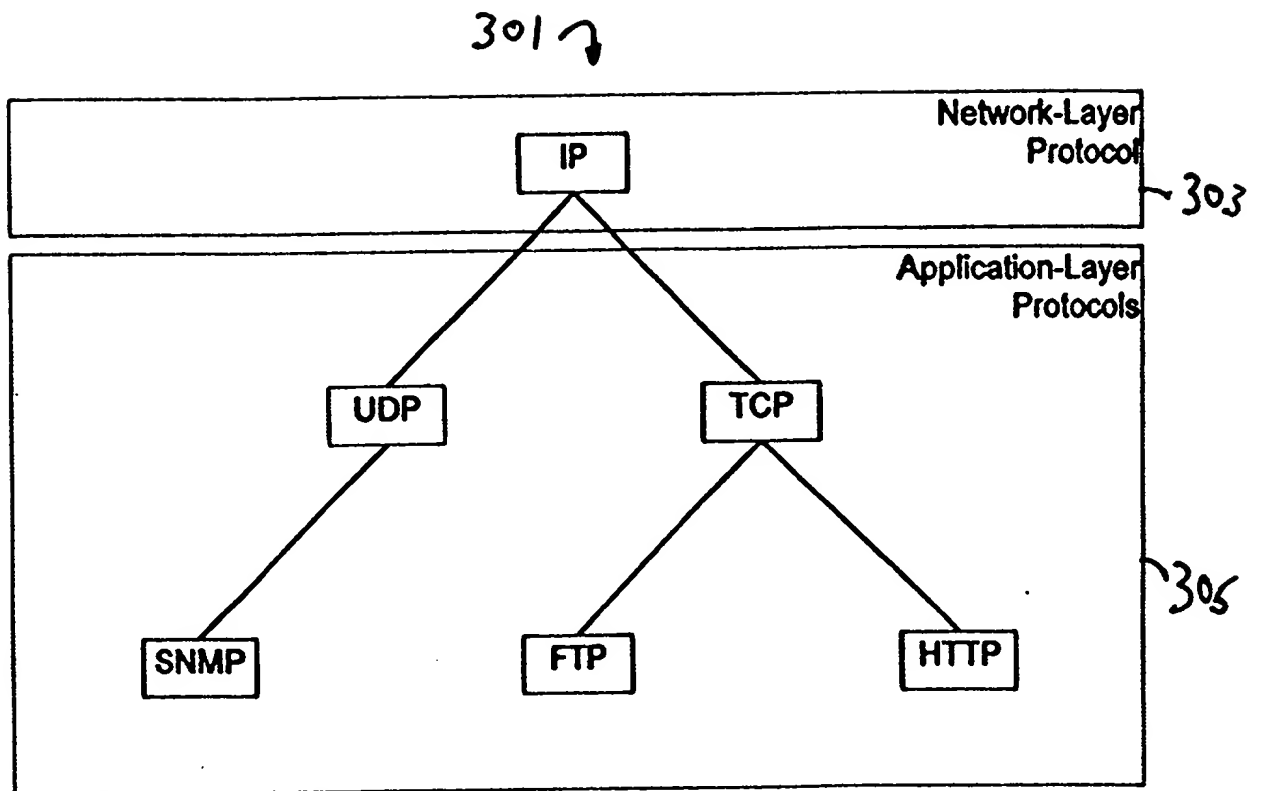 301
Network-Layer
Protocol
IP
303
Application-Layer
Protocols
UDP
TCP
305
SNMP
FTP
HTTP